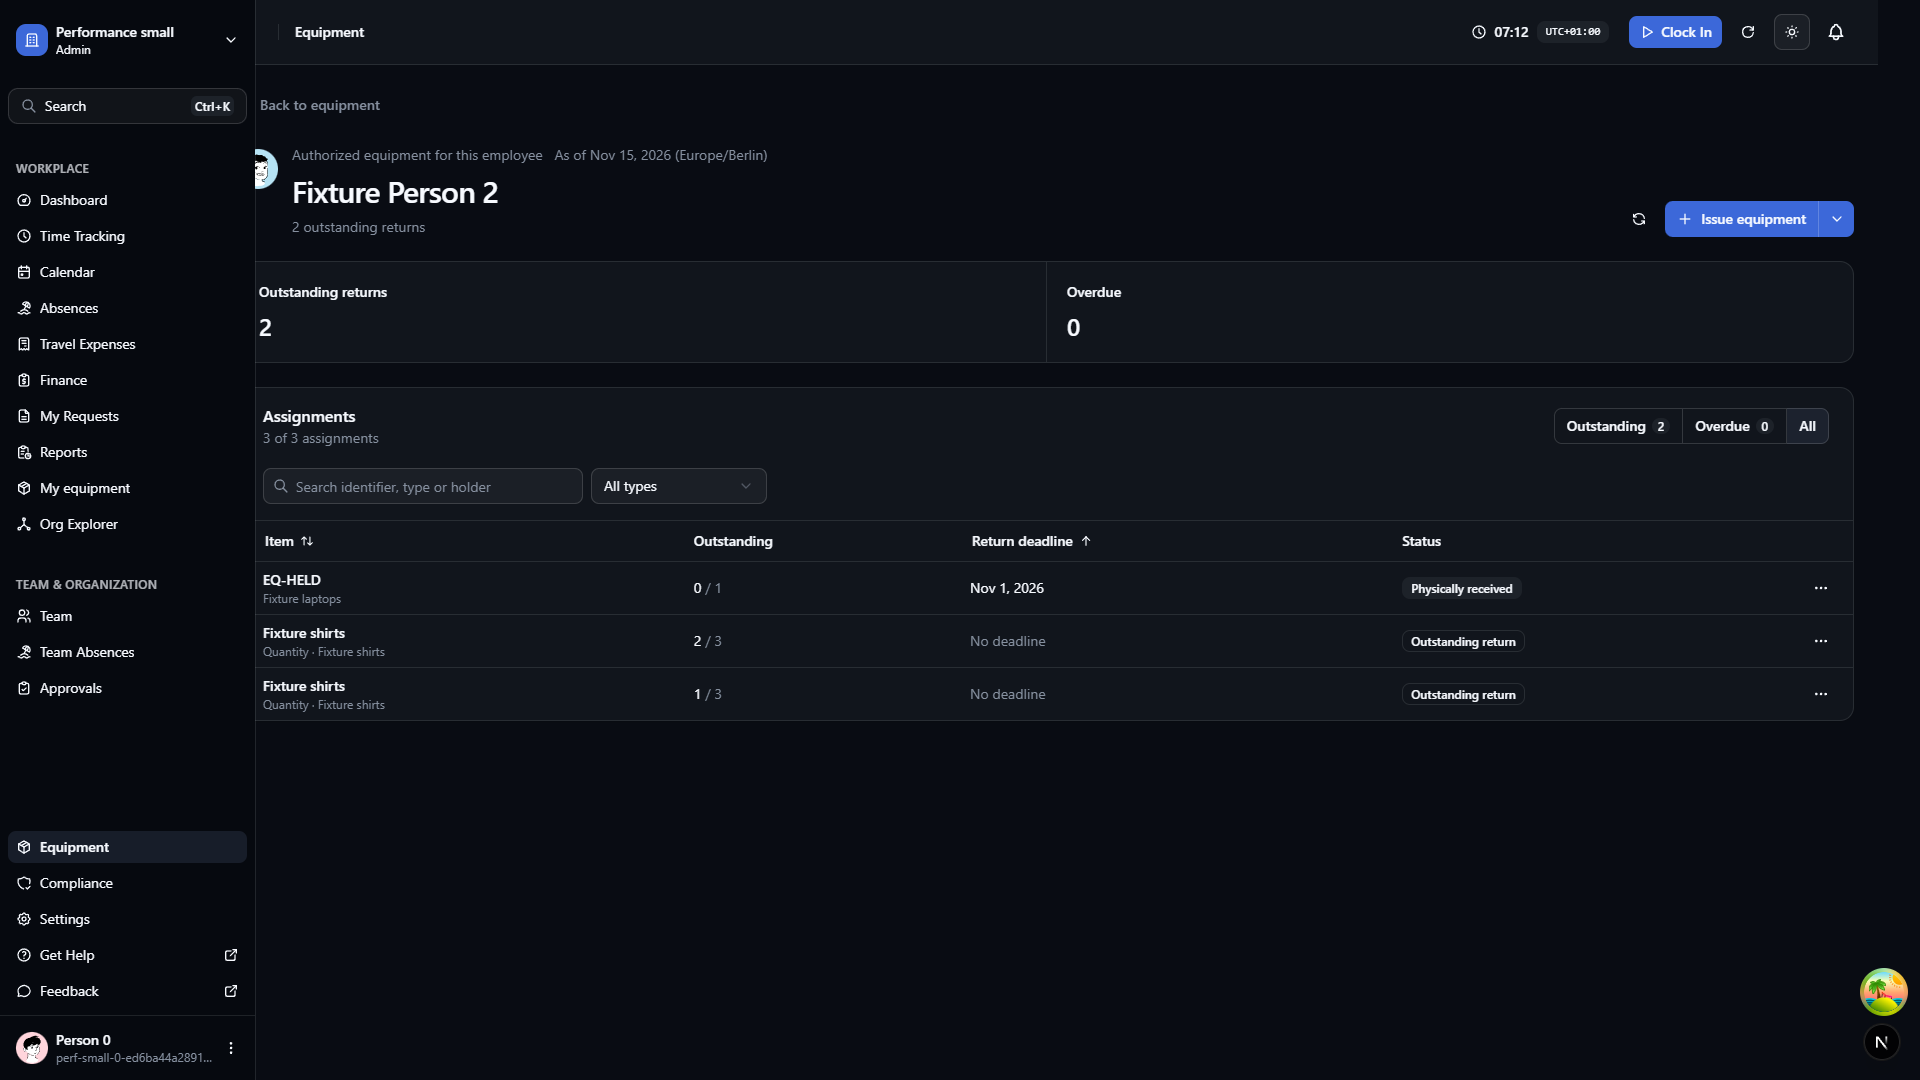 Performance small
Admin
Search
Ctrl+K
WORKPLACE
Dashboard
Time Tracking
Calendar
Absences
Travel Expenses
Finance
My Requests
Reports
My equipment
Org Explorer
TEAM & ORGANIZATION
Team
Team Absences
Approvals
Equipment
Compliance
Settings
Get Help
Feedback
Person 0
perf-small-0-ed6ba44a2891...
Equipment
07:12
UTC+01:00
Clock In
Back to equipment
Authorized equipment for this employee As of Nov 15, 2026 (Europe/Berlin)
Fixture Person 2
2 outstanding returns
Issue equipment
Outstanding returns
2
Overdue
0
Assignments
3 of 3 assignments
Outstanding 2
Overdue 0
All
Search identifier, type or holder
All types
Item
Outstanding
Return deadline
Status
EQ-HELD
Fixture laptops
0 / 1
Nov 1, 2026
Physically received
Fixture shirts
Quantity · Fixture shirts
2 / 3
No deadline
Outstanding return
Fixture shirts
Quantity · Fixture shirts
1 / 3
No deadline
Outstanding return
N